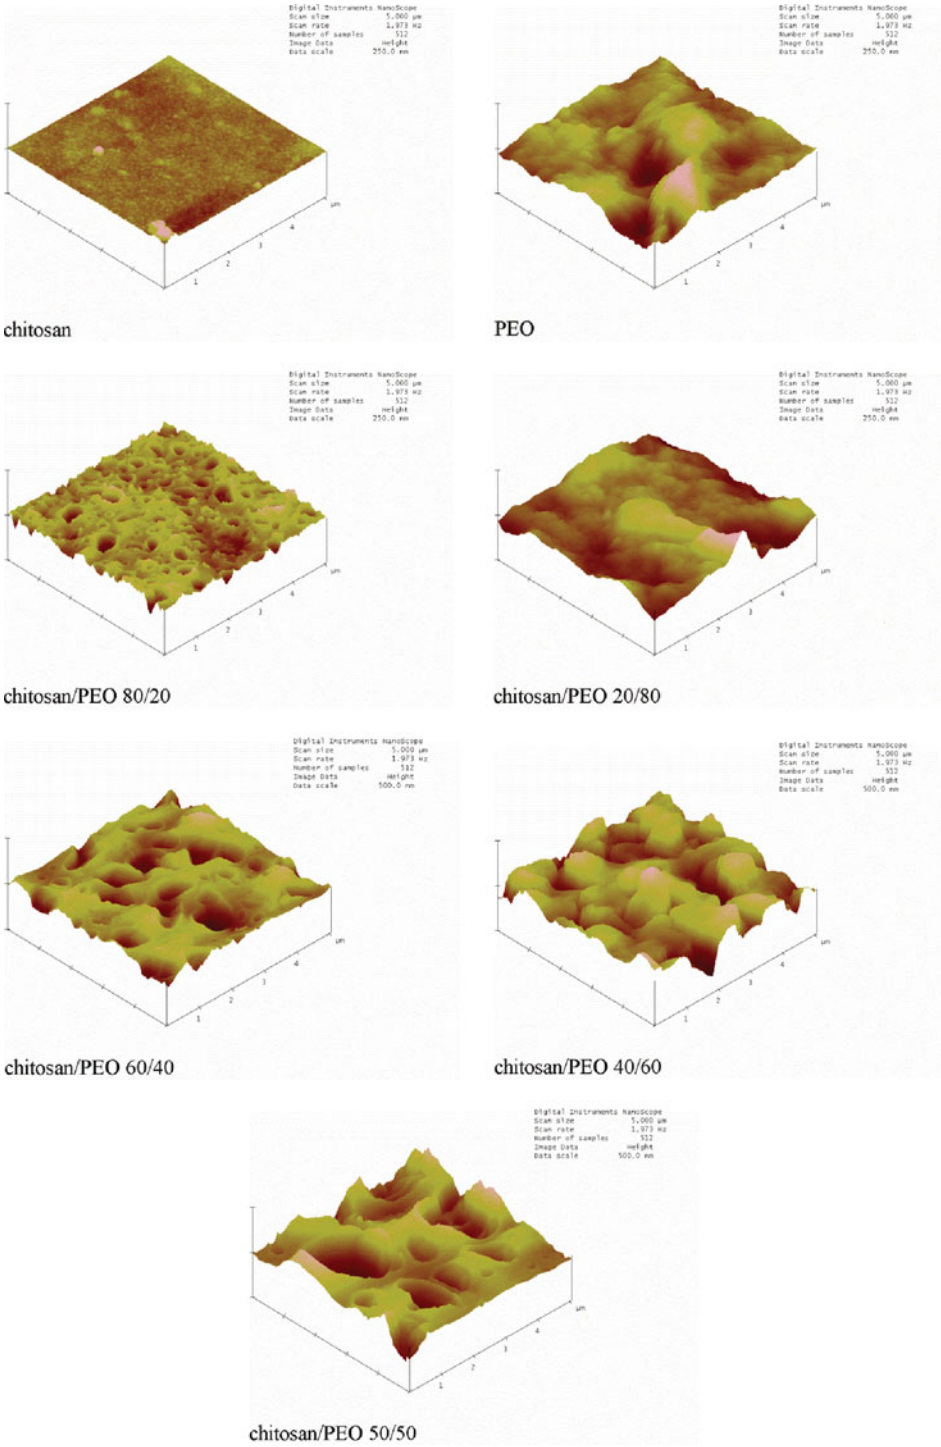 Digital Instruments NanoScope
Scan size 5.000 µm
Scan rate 1.973 Hz
Number of samples 512
Image Data Height
Data scale 250.0 nm
µm
4
3
2
1
chitosan
Digital Instruments NanoScope
Scan size 5.000 µm
Scan rate 1.973 Hz
Number of samples 512
Image Data Height
Data scale 250.0 nm
µm
4
3
2
1
PEO
Digital Instruments NanoScope
Scan size 5.000 µm
Scan rate 1.973 Hz
Number of samples 512
Image Data Height
Data scale 250.0 nm
µm
4
3
2
1
chitosan/PEO 80/20
Digital Instruments NanoScope
Scan size 5.000 µm
Scan rate 1.973 Hz
Number of samples 512
Image Data Height
Data scale 250.0 nm
µm
4
3
2
1
chitosan/PEO 20/80
Digital Instruments NanoScope
Scan size 5.000 µm
Scan rate 1.973 Hz
Number of samples 512
Image Data Height
Data scale 500.0 nm
µm
4
3
2
1
chitosan/PEO 60/40
Digital Instruments NanoScope
Scan size 5.000 µm
Scan rate 1.973 Hz
Number of samples 512
Image Data Height
Data scale 500.0 nm
µm
4
3
2
1
chitosan/PEO 40/60
Digital Instruments NanoScope
Scan size 5.000 µm
Scan rate 1.973 Hz
Number of samples 512
Image Data Height
Data scale 500.0 nm
µm
4
3
2
1
chitosan/PEO 50/50